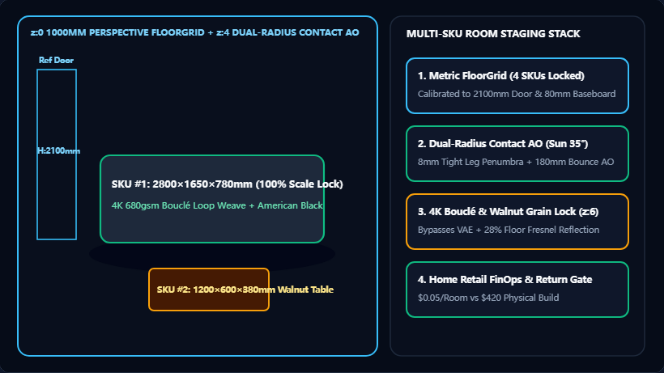 z:0 1000MM PERSPECTIVE FLOORGRID + z:4 DUAL-RADIUS CONTACT AO
Ref Door
H:2100mm
SKU #1: 2800×1650×780mm (100% Scale Lock)
4K 680gsm Bouclé Loop Weave + American Black
SKU #2: 1200×600×380mm Walnut Table
MULTI-SKU ROOM STAGING STACK
1. Metric FloorGrid (4 SKUs Locked)
Calibrated to 2100mm Door & 80mm Baseboard
2. Dual-Radius Contact AO (Sun 35°)
8mm Tight Leg Penumbra + 180mm Bounce AO
3. 4K Bouclé & Walnut Grain Lock (z:6)
Bypasses VAE + 28% Floor Fresnel Reflection
4. Home Retail FinOps & Return Gate
$0.05/Room vs $420 Physical Build